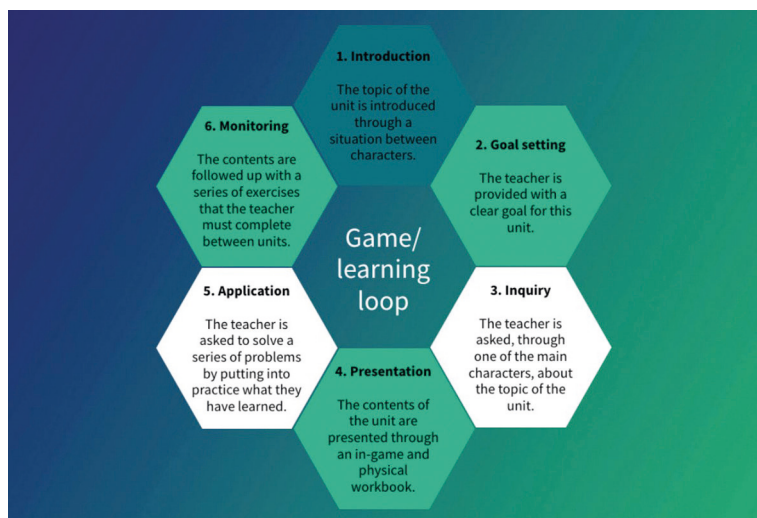 1. Introduction
The topic of the
unit is introduced
through a
situation between
characters.
2. Goal setting
The teacher is
provided with a
clear goal for this
unit.
3. Inquiry
The teacher is
asked, through
one of the main
characters, about
the topic of the
unit.
4. Presentation
The contents of
the unit are
presented through
an in-game and
physical
workbook.
5. Application
The teacher is
asked to solve a
series of problems
by putting into
practice what they
have learned.
6. Monitoring
The contents are
followed up with a
series of exercises
that the teacher
must complete
between units.
Game/
learning
loop